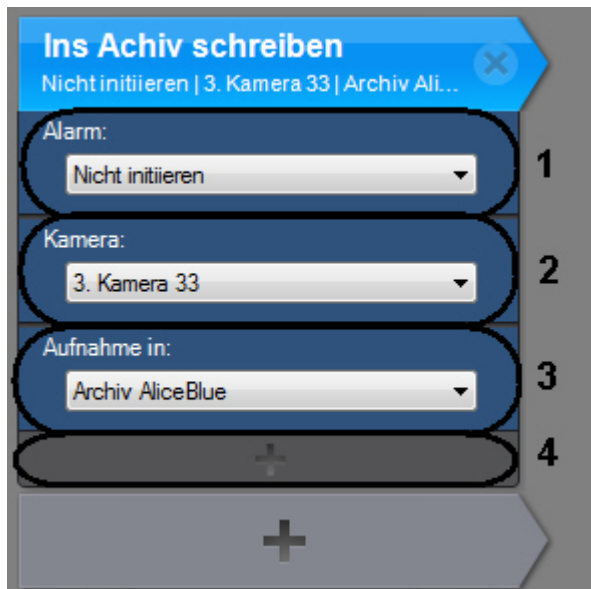 Ins Achiv schreiben
Nicht initiieren | 3. Kamera 33 | Archiv Ali...
Alarm:
Nicht initiieren
1
Kamera:
3. Kamera 33
2
Aufnahme in:
Archiv AliceBlue
3
4